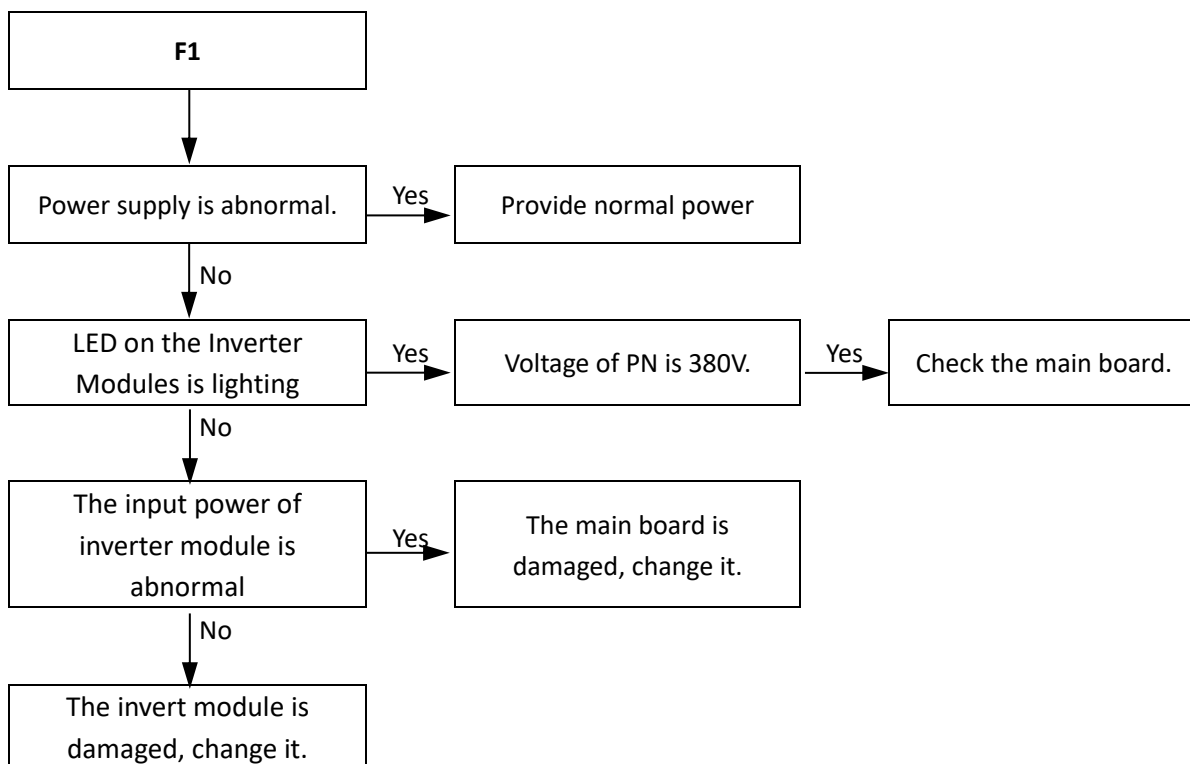 F1
Power supply is abnormal.
Yes
Provide normal power
No
LED on the Inverter
Modules is lighting
Yes
Voltage of PN is 380V.
Yes
Check the main board.
No
The input power of
inverter module is
abnormal
Yes
The main board is
damaged, change it.
No
The invert module is
damaged, change it.